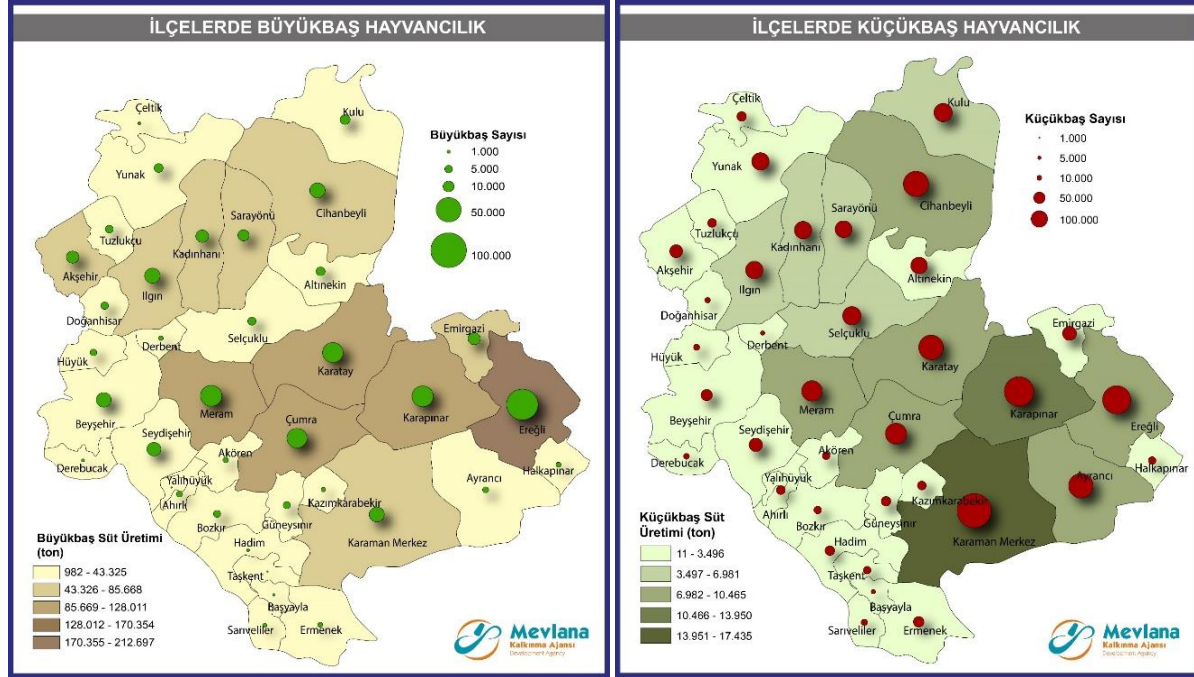 İLÇELERDE BÜYÜKBAŞ HAYVANCILIK
Çeltik
Kulu
Büyükbaş Sayısı
1.000
5.000
10.000
50.000
100.000
Yunak
Cihanbeyli
Sarayönü
Kadınhanı
Tuzlukçu
Akşehir
Ilgın
Altınekin
Doğanhisar
Selçuklu
Emirgazi
Derbent
Hüyük
Karatay
Meram
Karapınar
Ereğli
Beyşehir
Çumra
Seydişehir
Akören
Derebucak
Halkapınar
Yalıhüyük
Ayrancı
Ahırlı
Kazımkarabekir
Bozkır
Güneysınır
Karaman Merkez
Hadim
Taşkent
Başyayla
Sarıveliler
Ermenek
Büyükbaş Süt Üretimi
(ton)
982 - 43.325
43.326 - 85.668
85.669 - 128.011
128.012 - 170.354
170.355 - 212.697
Mevlana
Kalkınma Ajansı
Development Agency
İLÇELERDE KÜÇÜKBAŞ HAYVANCILIK
Çeltik
Kulu
Küçükbaş Sayısı
1.000
5.000
10.000
50.000
100.000
Yunak
Cihanbeyli
Sarayönü
Kadınhanı
Tuzlukçu
Akşehir
Ilgın
Altınekin
Doğanhisar
Selçuklu
Emirgazi
Derbent
Hüyük
Karatay
Meram
Karapınar
Ereğli
Beyşehir
Çumra
Seydişehir
Akören
Derebucak
Halkapınar
Yalıhüyük
Ayrancı
Ahırlı
Kazımkarabekir
Bozkır
Güneysınır
Karaman Merkez
Hadim
Taşkent
Başyayla
Sarıveliler
Ermenek
Küçükbaş Süt
Üretimi (ton)
11 - 3.496
3.497 - 6.981
6.982 - 10.465
10.466 - 13.950
13.951 - 17.435
Mevlana
Kalkınma Ajansı
Development Agency